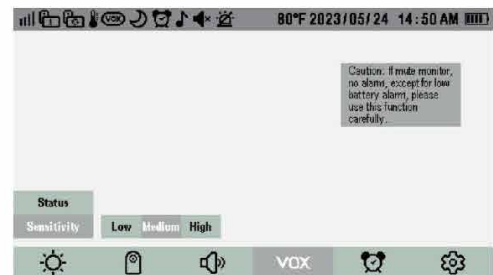 VOX 80°F 2023/05/24 14:50 AM
Caution: If mute monitor,
no alarm, except for low
battery alarm, please
use this function
carefully.
Status
Sensitivity Low Medium High
VOX